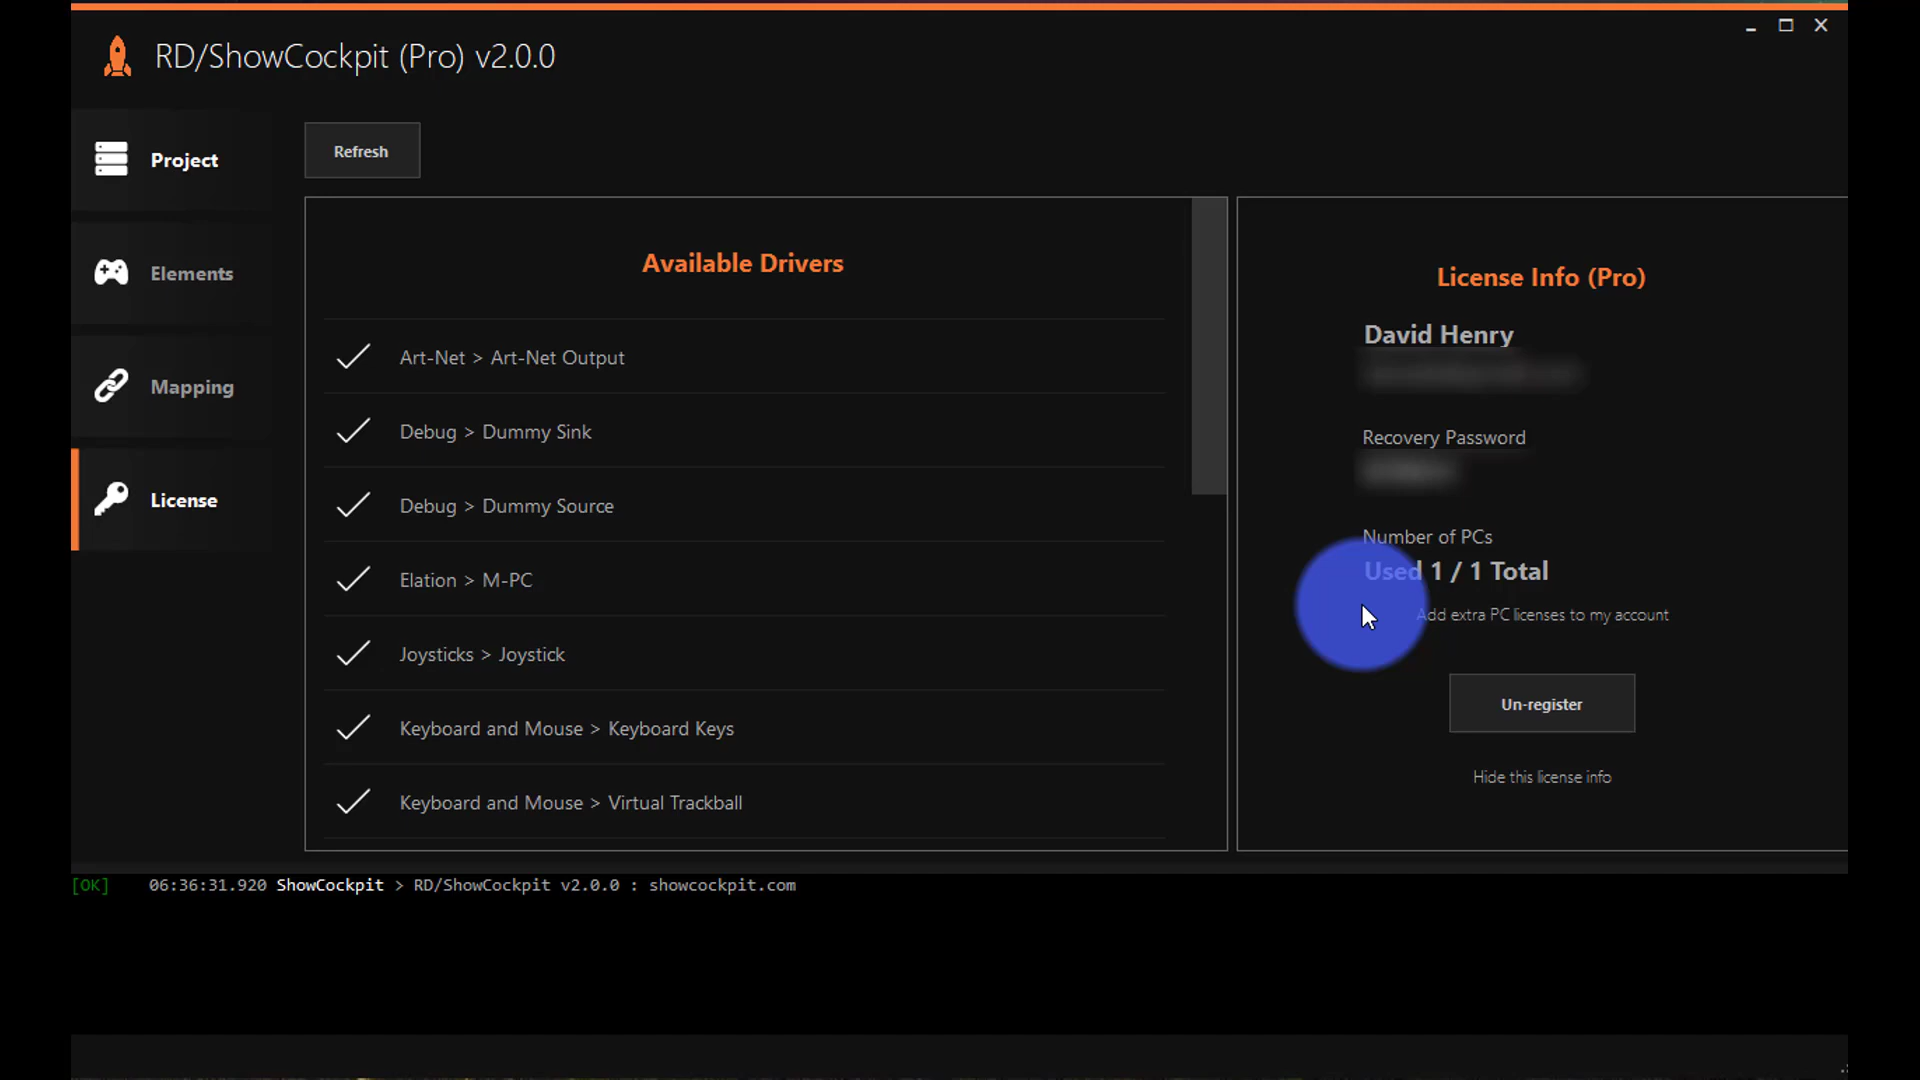 RD/ShowCockpit (Pro) v2.0.0
Project
Elements
Mapping
License
Refresh
Available Drivers
Art-Net > Art-Net Output
Debug > Dummy Sink
Debug > Dummy Source
Elation > M-PC
Joysticks > Joystick
Keyboard and Mouse > Keyboard Keys
Keyboard and Mouse > Virtual Trackball
License Info (Pro)
David Henry
Recovery Password
Number of PCs
Used 1 / 1 Total
Add extra PC licenses to my account
Un-register
Hide this license info
[OK] 06:36:31.920 ShowCockpit > RD/ShowCockpit v2.0.0 : showcockpit.com